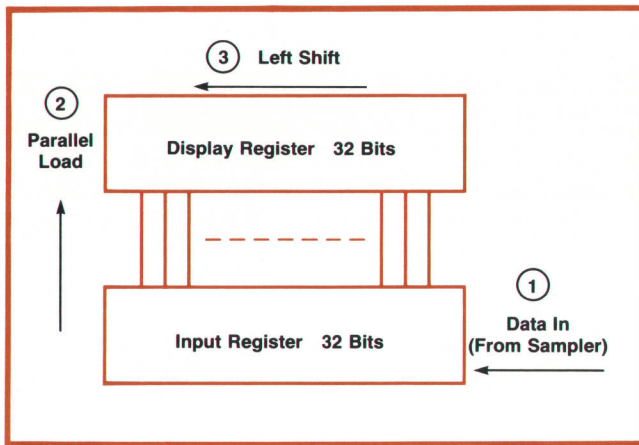 3 Left Shift
2
Parallel
Load
Display Register 32 Bits
1
Data In
(From Sampler)
Input Register 32 Bits